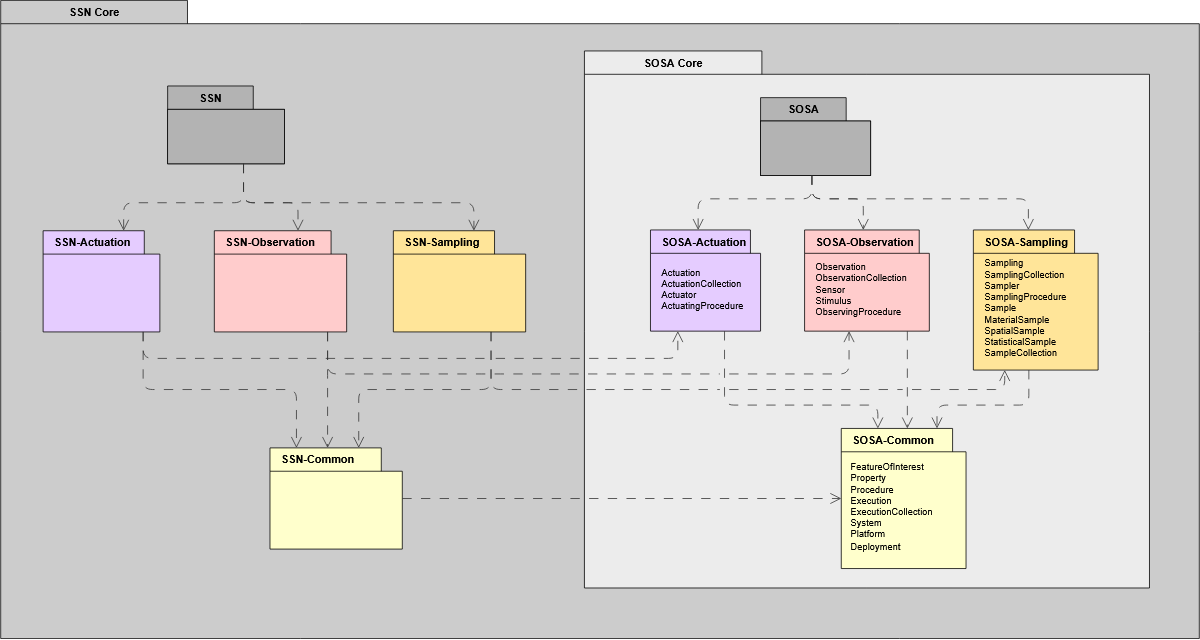 SSN Core
SOSA Core
SSN
SOSA
SSN-Actuation
SSN-Observation
SSN-Sampling
SOSA-Actuation
Actuation
ActuationCollection
Actuator
ActuatingProcedure
SOSA-Observation
Observation
ObservationCollection
Sensor
Stimulus
ObservingProcedure
SOSA-Sampling
Sampling
SamplingCollection
Sampler
SamplingProcedure
Sample
MaterialSample
SpatialSample
StatisticalSample
SampleCollection
SSN-Common
SOSA-Common
FeatureOfInterest
Property
Procedure
Execution
ExecutionCollection
System
Platform
Deployment